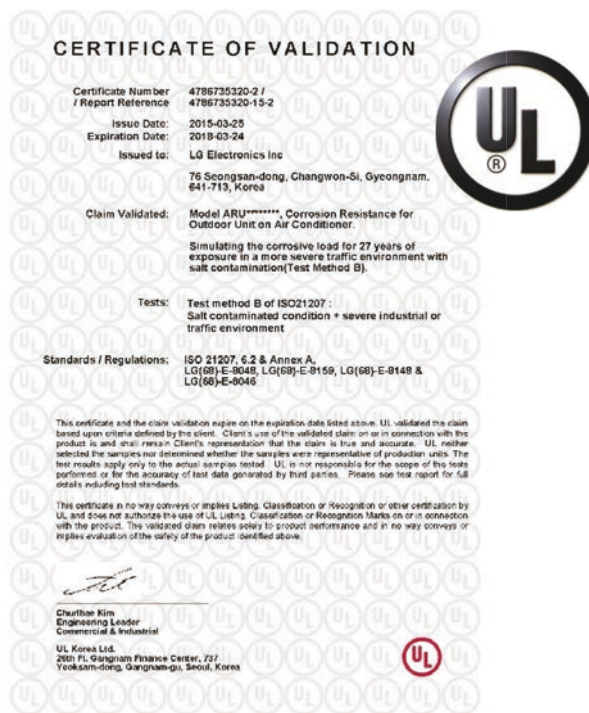 CERTIFICATE OF VALIDATION
Certificate Number 4786735320-2 /
/ Report Reference 4786735320-15-2
Issue Date: 2015-03-25
Expiration Date: 2018-03-24
Issued to: LG Electronics Inc
76 Seongsan-dong, Changwon-Si, Gyeongnam,
641-713, Korea
Claim Validated: Model ARU********, Corrosion Resistance for
Outdoor Unit on Air Conditioner.
Simulating the corrosive load for 27 years of
exposure in a more severe traffic environment with
salt contamination(Test Method B).
Tests: Test method B of ISO21207 :
Salt contaminated condition + severe industrial or
traffic environment
Standards / Regulations: ISO 21207, 6.2 & Annex A,
LG(68)-E-8048, LG(68)-E-8159, LG(68)-E-8148 &
LG(68)-E-8046
This certificate and the claim validation expire on the expiration date listed above. UL validated the claim
based upon criteria defined by the client. Client's use of the validated claim on or in connection with the
product is and shall remain Client's representation that the claim is true and accurate. UL neither
selected the samples nor determined whether the samples were representative of production units. The
test results apply only to the actual samples tested. UL is not responsible for the scope of the tests
performed or for the accuracy of test data generated by third parties. Please see test report for full
details including test standards.
This certificate in no way conveys or implies Listing, Classification or Recognition or other certification by
UL and does not authorize the use of UL Listing, Classification or Recognition Marks on or in connection
with the product. The validated claim relates solely to product performance and in no way conveys or
implies evaluation of the safety of the product identified above.
Churlhae Kim
Engineering Leader
Commercial & Industrial
UL Korea Ltd.
26th Fl. Gangnam Finance Center, 737
Yeoksam-dong, Gangnam-gu, Seoul, Korea
UL
UL ®